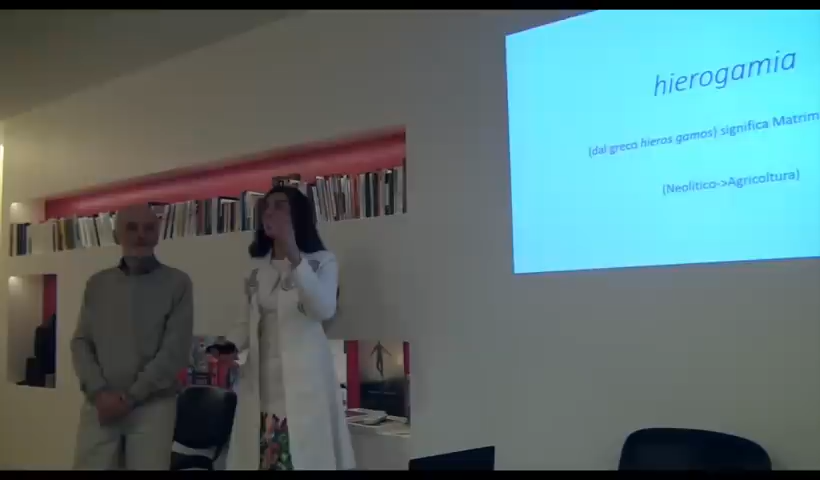 hierogamia
(dal greco hieros gamos) significa Matrim
(Neolitico->Agricoltura)